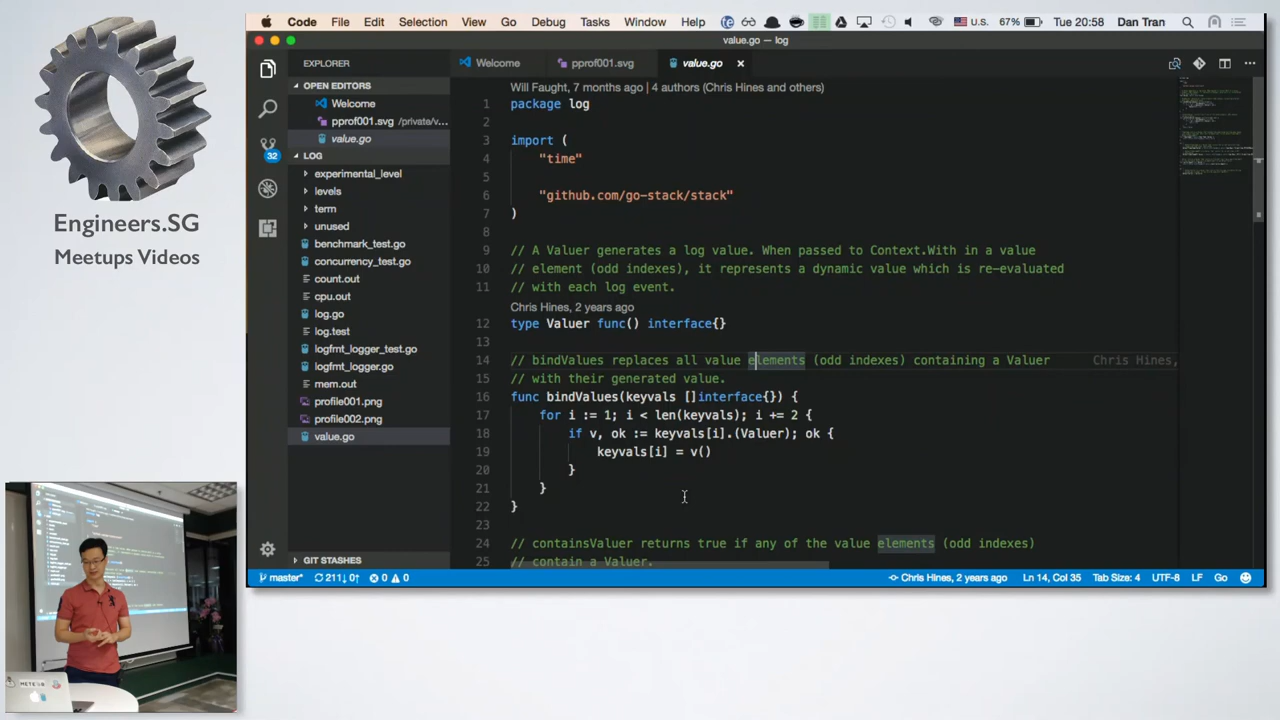 Code File Edit Selection View Go Debug Tasks Window Help U.S. 67% Tue 20:58 Dan Tran
value.go — log
EXPLORER
Welcome
pprof001.svg
value.go
OPEN EDITORS
Welcome
pprof001.svg /private/v...
value.go
32
LOG
experimental_level
levels
term
unused
benchmark_test.go
concurrency_test.go
count.out
cpu.out
log.go
log.test
logfmt_logger_test.go
logfmt_logger.go
mem.out
profile001.png
profile002.png
value.go
GIT STASHES
Will Faught, 7 months ago | 4 authors (Chris Hines and others)
1 package log
2
3 import (
4 "time"
5
6 "github.com/go-stack/stack"
7 )
8
9 // A Valuer generates a log value. When passed to Context.With in a value
10 // element (odd indexes), it represents a dynamic value which is re-evaluated
11 // with each log event.
Chris Hines, 2 years ago
12 type Valuer func() interface{}
13
14 // bindValues replaces all value elements (odd indexes) containing a Valuer Chris Hines,
15 // with their generated value.
16 func bindValues(keyvals []interface{}) {
17 for i := 1; i < len(keyvals); i += 2 {
18 if v, ok := keyvals[i].(Valuer); ok {
19 keyvals[i] = v()
20 }
21 }
22 }
23
24 // containsValuer returns true if any of the value elements (odd indexes)
25 // contain a Valuer.
master* 211↓ 0↑ 0 0 Chris Hines, 2 years ago Ln 14, Col 35 Tab Size: 4 UTF-8 LF Go
Engineers.SG
Meetups Videos